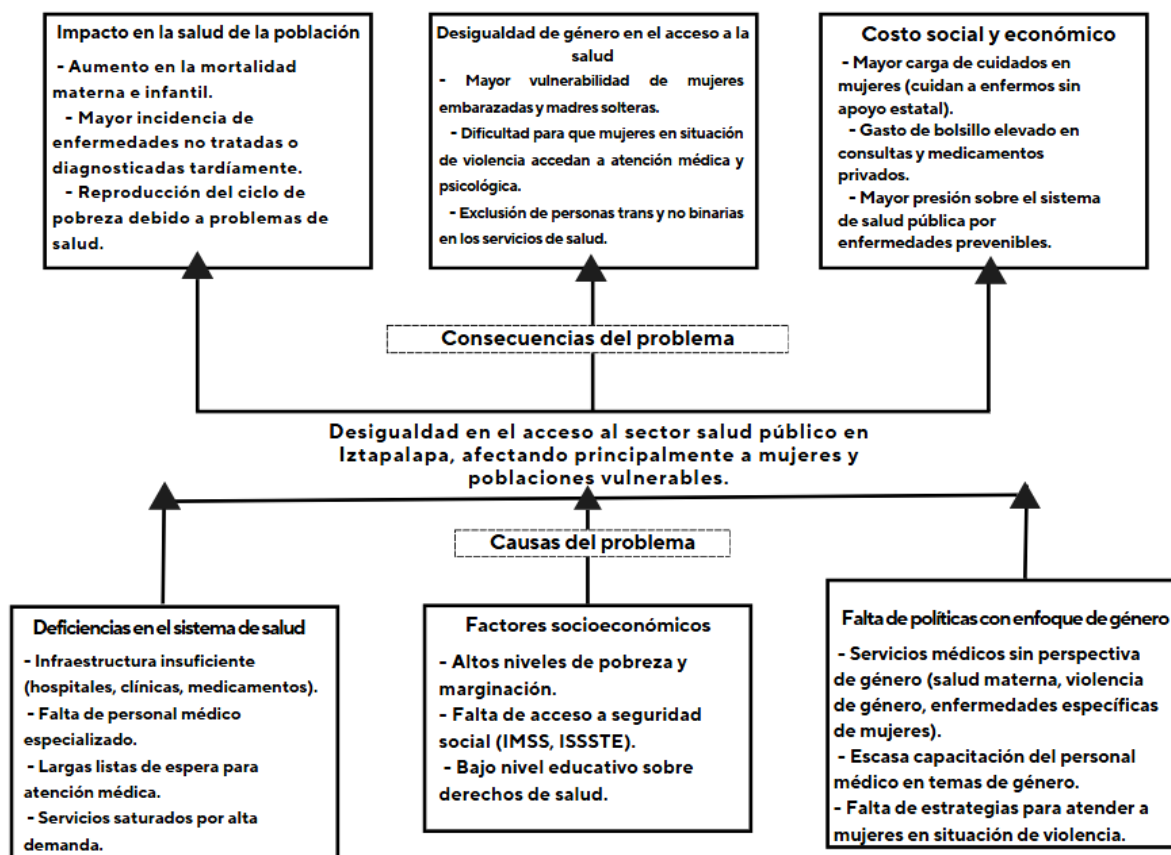 Impacto en la salud de la población
- Aumento en la mortalidad
materna e infantil.
- Mayor incidencia de
enfermedades no tratadas o
diagnosticadas tardíamente.
- Reproducción del ciclo de
pobreza debido a problemas de
salud.
Desigualdad de género en el acceso a la
salud
- Mayor vulnerabilidad de mujeres
embarazadas y madres solteras.
- Dificultad para que mujeres en situación
de violencia accedan a atención médica y
psicológica.
- Exclusión de personas trans y no binarias
en los servicios de salud.
Costo social y económico
- Mayor carga de cuidados en
mujeres (cuidan a enfermos sin
apoyo estatal).
- Gasto de bolsillo elevado en
consultas y medicamentos
privados.
- Mayor presión sobre el sistema
de salud pública por
enfermedades prevenibles.
Consecuencias del problema
Desigualdad en el acceso al sector salud público en
Iztapalapa, afectando principalmente a mujeres y
poblaciones vulnerables.
Causas del problema
Deficiencias en el sistema de salud
- Infraestructura insuficiente
(hospitales, clínicas, medicamentos).
- Falta de personal médico
especializado.
- Largas listas de espera para
atención médica.
- Servicios saturados por alta
demanda.
Factores socioeconómicos
- Altos niveles de pobreza y
marginación.
- Falta de acceso a seguridad
social (IMSS, ISSSTE).
- Bajo nivel educativo sobre
derechos de salud.
Falta de políticas con enfoque de género
- Servicios médicos sin perspectiva
de género (salud materna, violencia
de género, enfermedades específicas
de mujeres).
- Escasa capacitación del personal
médico en temas de género.
- Falta de estrategias para atender a
mujeres en situación de violencia.